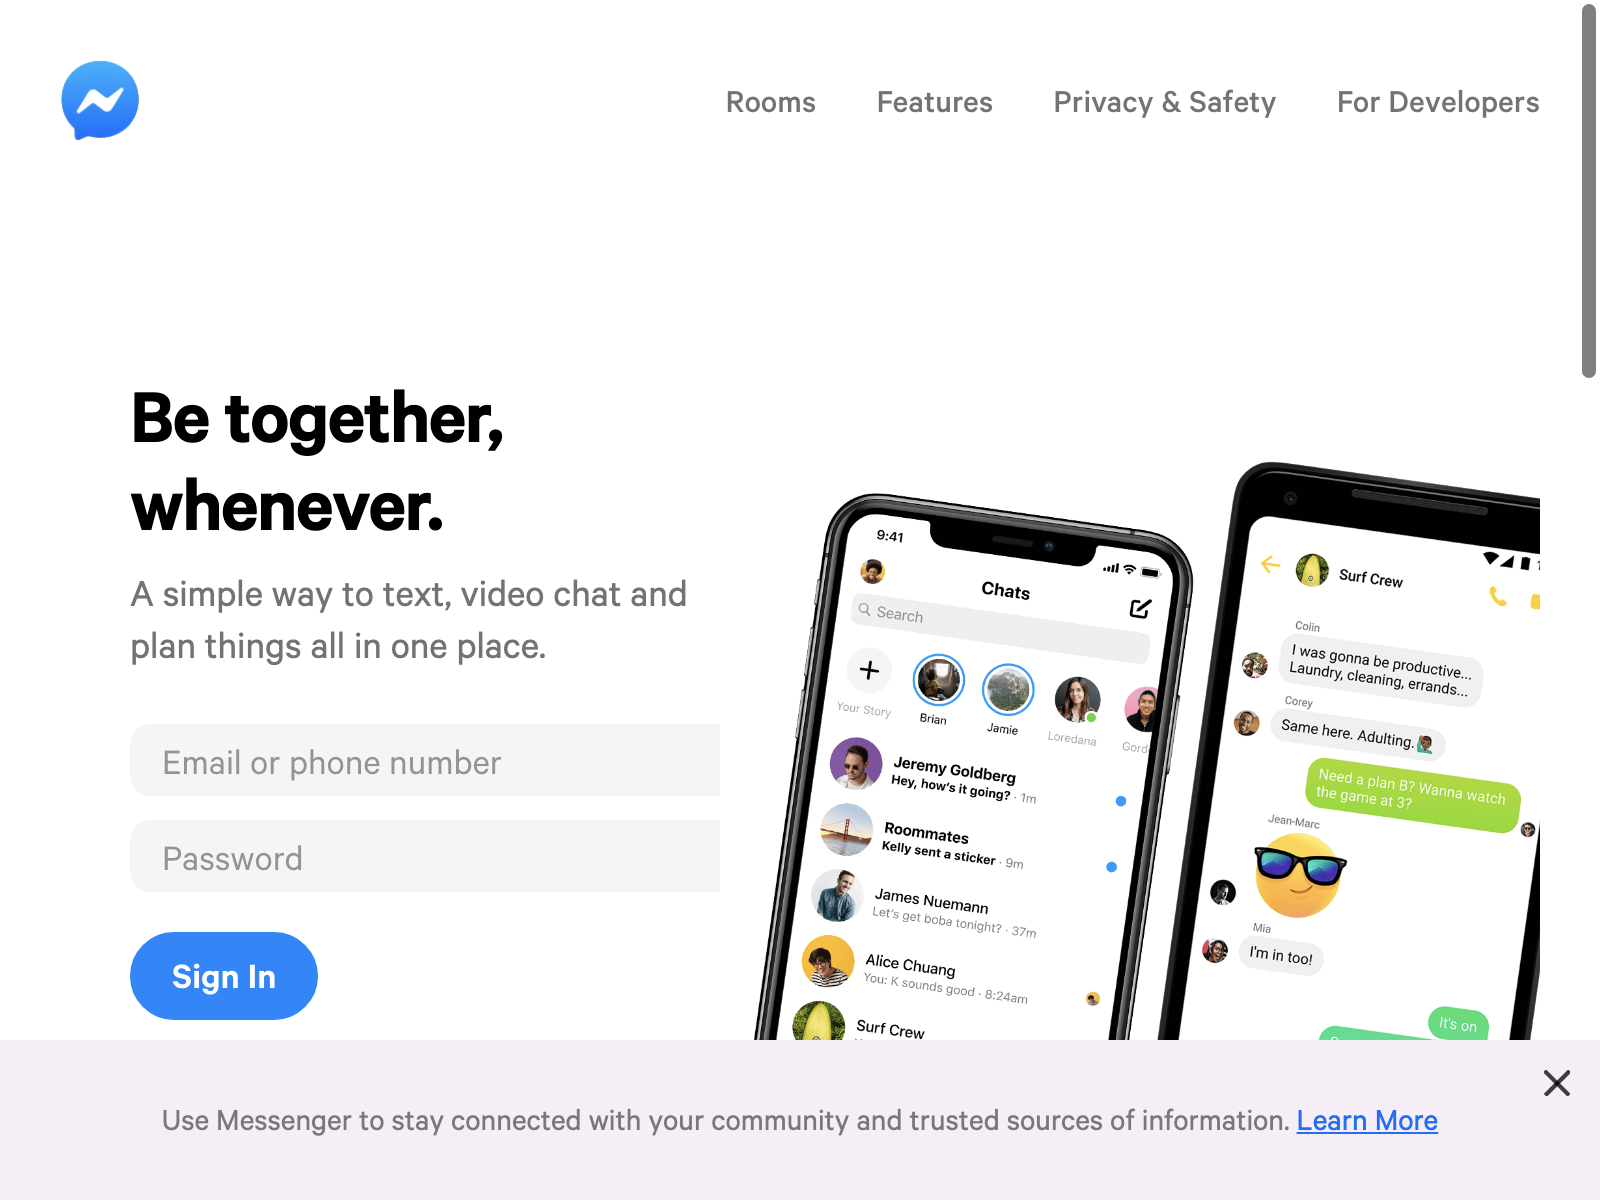 Rooms Features Privacy & Safety For Developers
Be together,
whenever.
A simple way to text, video chat and
plan things all in one place.
Email or phone number
Password
Sign In
9:41
Chats
Search
Your Story
Brian
Jamie
Loredana
Jeremy Goldberg
Hey, how's it going? · 1m
Roommates
Kelly sent a sticker · 9m
James Nuemann
Let's get boba tonight? · 37m
Alice Chuang
You: K sounds good · 8:24am
Surf Crew
Surf Crew
Colin
I was gonna be productive...
Laundry, cleaning, errands...
Corey
Same here. Adulting.
Need a plan B? Wanna watch
the game at 3?
Jean-Marc
Mia
I'm in too!
It's on
Use Messenger to stay connected with your community and trusted sources of information. Learn More